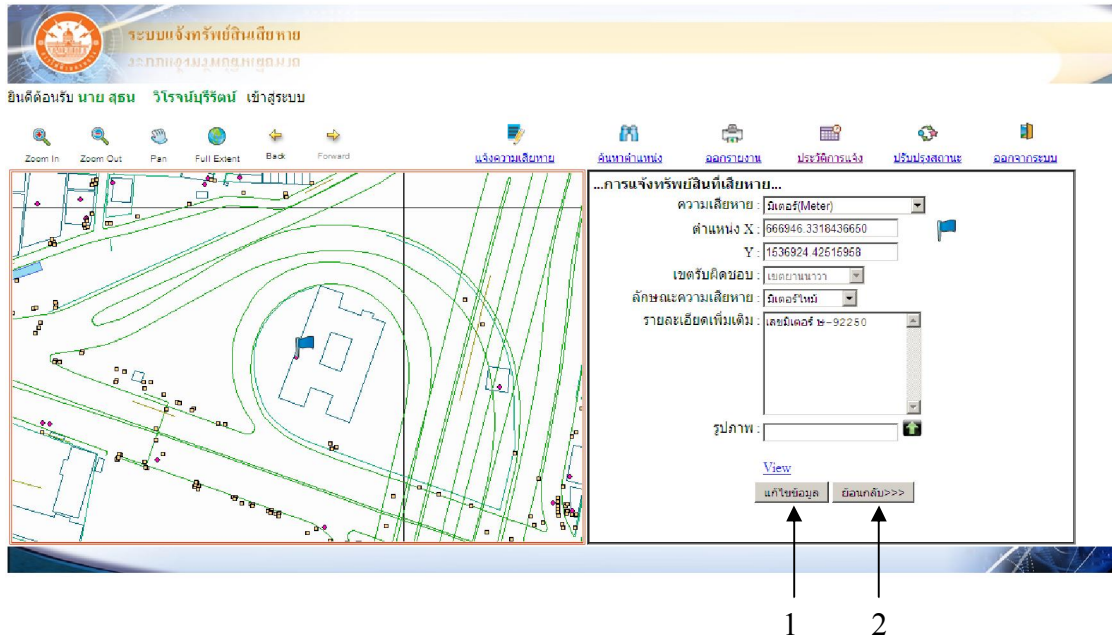 ระบบแจ้งทรัพย์สินเสียหาย
ยินดีต้อนรับ นาย สุธน วิโรจน์บุรีรัตน์ เข้าสู่ระบบ
Zoom In Zoom Out Pan Full Extent Back Forward แจ้งความเสียหาย ค้นหาตำแหน่ง ออกรายงาน ประวัติการแจ้ง ปรับปรุงสถานะ ออกจากระบบ
...การแจ้งทรัพย์สินที่เสียหาย...
ความเสียหาย : มิเตอร์(Meter)
ตำแหน่ง X : 666946.3318436650
Y : 1536924.42515958
เขตรับผิดชอบ : เขตยานนาวา
ลักษณะความเสียหาย : มิเตอร์ไหม้
รายละเอียดเพิ่มเติม : เลขมิเตอร์ ษ-92250
รูปภาพ :
View
แก้ไขข้อมูล ย้อนกลับ>>>
1 2